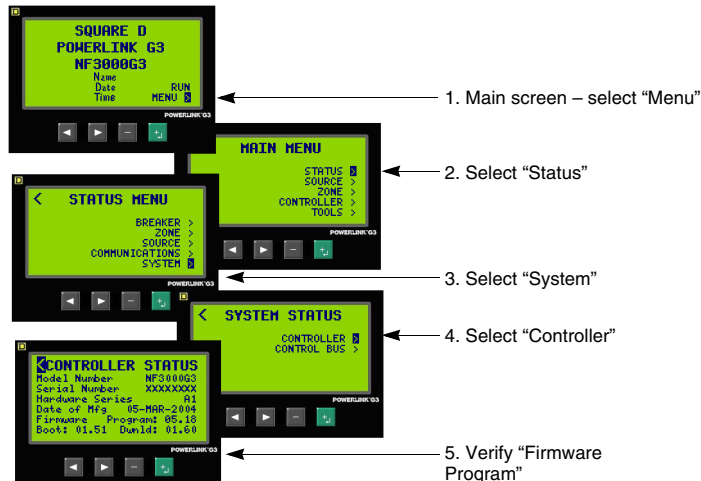 SQUARE D
POWERLINK G3
NF3000G3
Name
Date RUN
Time MENU >
POWERLINK G3
1. Main screen – select “Menu”
MAIN MENU
STATUS >
SOURCE >
ZONE >
CONTROLLER >
TOOLS >
POWERLINK G3
2. Select “Status”
< STATUS MENU
BREAKER >
ZONE >
SOURCE >
COMMUNICATIONS >
SYSTEM >
POWERLINK G3
3. Select “System”
< SYSTEM STATUS
CONTROLLER >
CONTROL BUS >
POWERLINK G3
4. Select “Controller”
<CONTROLLER STATUS
Model Number NF3000G3
Serial Number XXXXXXXX
Hardware Series A1
Date of Mfg 05-MAR-2004
Firmware Program: 05.18
Boot: 01.51 Dwnld: 01.60
POWERLINK G3
5. Verify “Firmware
Program”